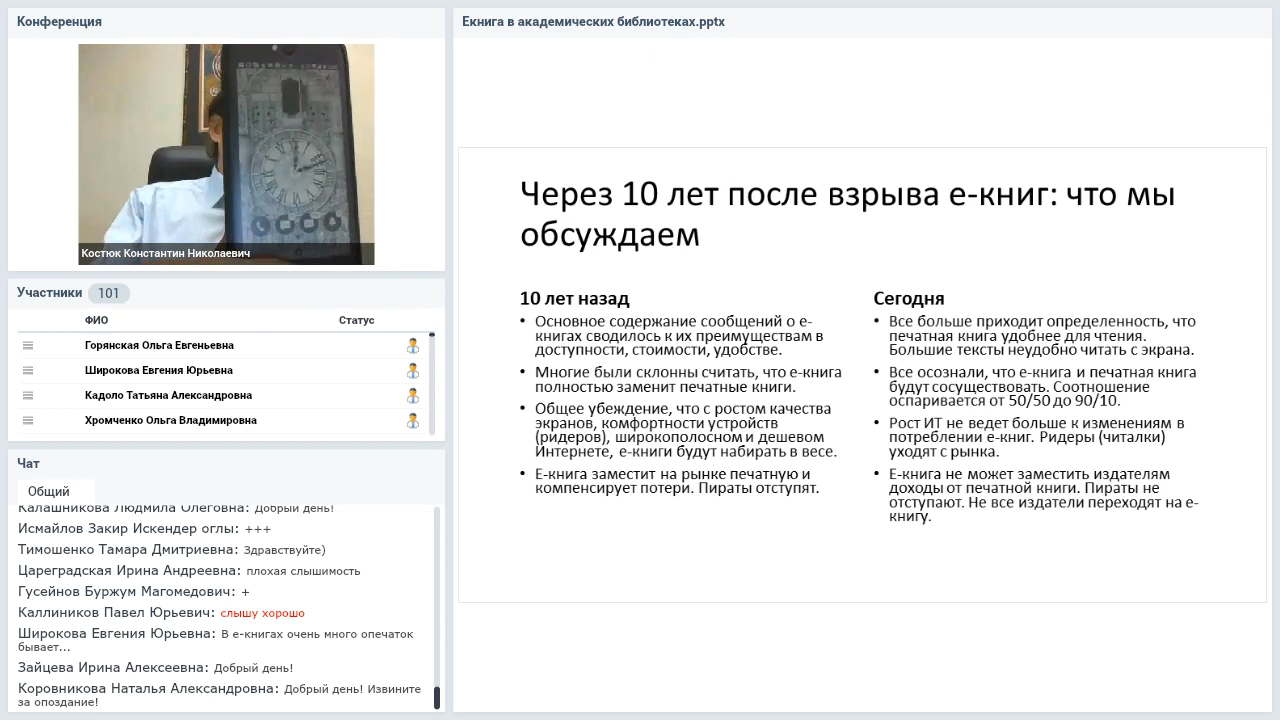 Конференция
Костюк Константин Николаевич
Участники 101
ФИО Статус
Горянская Ольга Евгеньевна
Широкова Евгения Юрьевна
Кадоло Татьяна Александровна
Хромченко Ольга Владимировна
Чат
Общий
Калашникова Людмила Олеговна: Добрый день!
Исмайлов Закир Искендер оглы: +++
Тимошенко Тамара Дмитриевна: Здравствуйте)
Цареградская Ирина Андреевна: плохая слышимость
Гусейнов Буржум Магомедович: +
Каллиников Павел Юрьевич: слышу хорошо
Широкова Евгения Юрьевна: В е-книгах очень много опечаток
бывает...
Зайцева Ирина Алексеевна: Добрый день!
Коровникова Наталья Александровна: Добрый день! Извините
за опоздание!
Екнига в академических библиотеках.pptx
Через 10 лет после взрыва е-книг: что мы
обсуждаем
10 лет назад
• Основное содержание сообщений о е-
книгах сводилось к их преимуществам в
доступности, стоимости, удобстве.
• Многие были склонны считать, что е-книга
полностью заменит печатные книги.
• Общее убеждение, что с ростом качества
экранов, комфортности устройств
(ридеров), широкополосном и дешевом
Интернете, е-книги будут набирать в весе.
• Е-книга заместит на рынке печатную и
компенсирует потери. Пираты отступят.
Сегодня
• Все больше приходит определенность, что
печатная книга удобнее для чтения.
Большие тексты неудобно читать с экрана.
• Все осознали, что е-книга и печатная книга
будут сосуществовать. Соотношение
оспаривается от 50/50 до 90/10.
• Рост ИТ не ведет больше к изменениям в
потреблении е-книг. Ридеры (читалки)
уходят с рынка.
• Е-книга не может заместить издателям
доходы от печатной книги. Пираты не
отступают. Не все издатели переходят на е-
книгу.